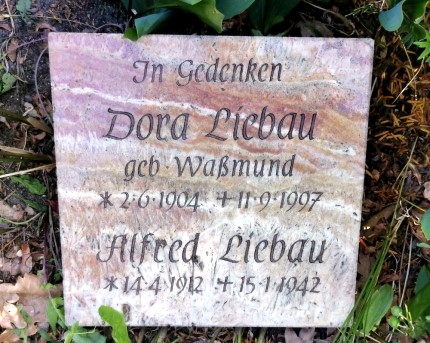 In Gedenken
Dora Liebau
geb Waßmund
* 2·6·1904 + 11·9·1997
Alfred Liebau
* 14·4·1912 + 15·1·1942